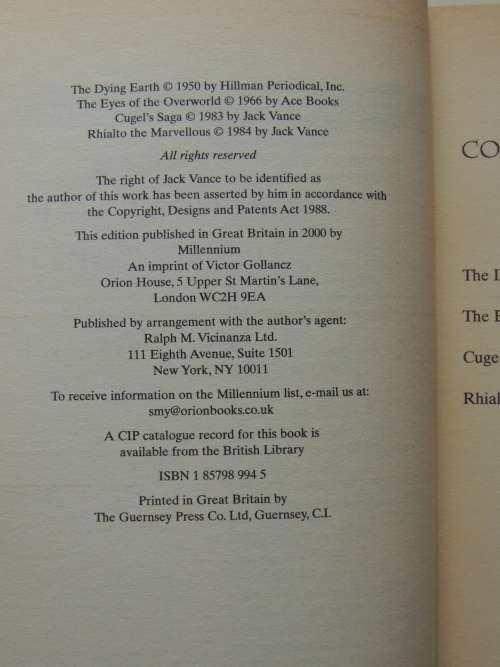 The Dying Earth © 1950 by Hillman Periodical, Inc.
The Eyes of the Overworld © 1966 by Ace Books
Cugel's Saga © 1983 by Jack Vance
Rhialto the Marvellous © 1984 by Jack Vance
All rights reserved
The right of Jack Vance to be identified as
the author of this work has been asserted by him in accordance with
the Copyright, Designs and Patents Act 1988.
This edition published in Great Britain in 2000 by
Millennium
An imprint of Victor Gollancz
Orion House, 5 Upper St Martin's Lane,
London WC2H 9EA
Published by arrangement with the author's agent:
Ralph M. Vicinanza Ltd.
111 Eighth Avenue, Suite 1501
New York, NY 10011
To receive information on the Millennium list, e-mail us at:
smy@orionbooks.co.uk
A CIP catalogue record for this book is
available from the British Library
ISBN 1 85798 994 5
Printed in Great Britain by
The Guernsey Press Co. Ltd, Guernsey, C.I.
CO
The D
The E
Cuge
Rhial